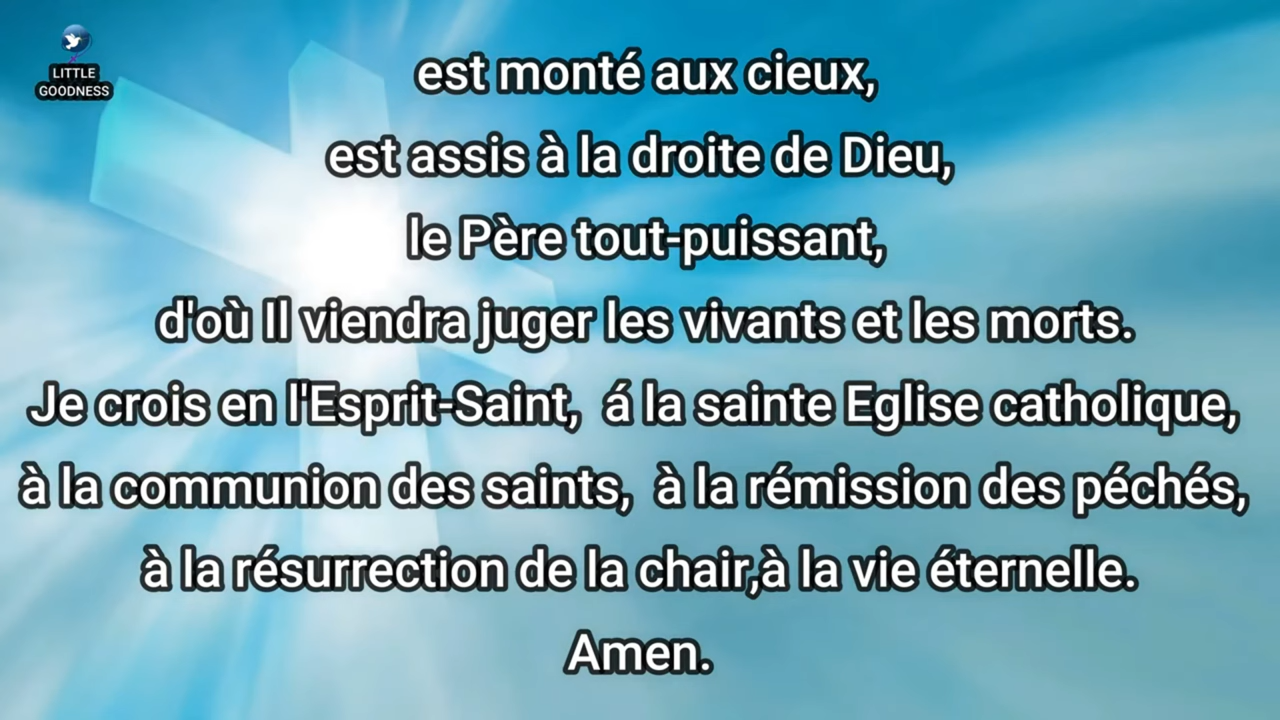 LITTLE
GOODNESS
est monté aux cieux,
est assis à la droite de Dieu,
le Père tout-puissant,
d'où Il viendra juger les vivants et les morts.
Je crois en l'Esprit-Saint, á la sainte Eglise catholique,
à la communion des saints, à la rémission des péchés,
à la résurrection de la chair,à la vie éternelle.
Amen.